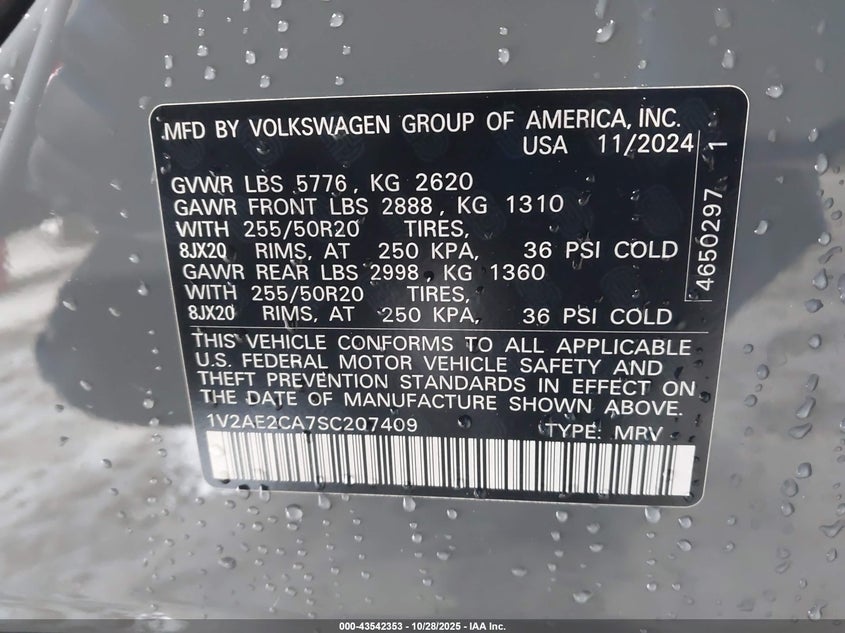 MFD BY VOLKSWAGEN GROUP OF AMERICA, INC.
USA 11/2024
GVWR LBS 5776, KG 2620
GAWR FRONT LBS 2888, KG 1310
WITH 255/50R20 TIRES,
8JX20 RIMS, AT 250 KPA, 36 PSI COLD
GAWR REAR LBS 2998, KG 1360
WITH 255/50R20 TIRES,
8JX20 RIMS, AT 250 KPA, 36 PSI COLD
4650297 1
THIS VEHICLE CONFORMS TO ALL APPLICABLE
U.S. FEDERAL MOTOR VEHICLE SAFETY AND
THEFT PREVENTION STANDARDS IN EFFECT ON
THE DATE OF MANUFACTURE SHOWN ABOVE.
1V2AE2CA7SC207409 TYPE: MRV
000-43542353 - 10/28/2025 - IAA Inc.